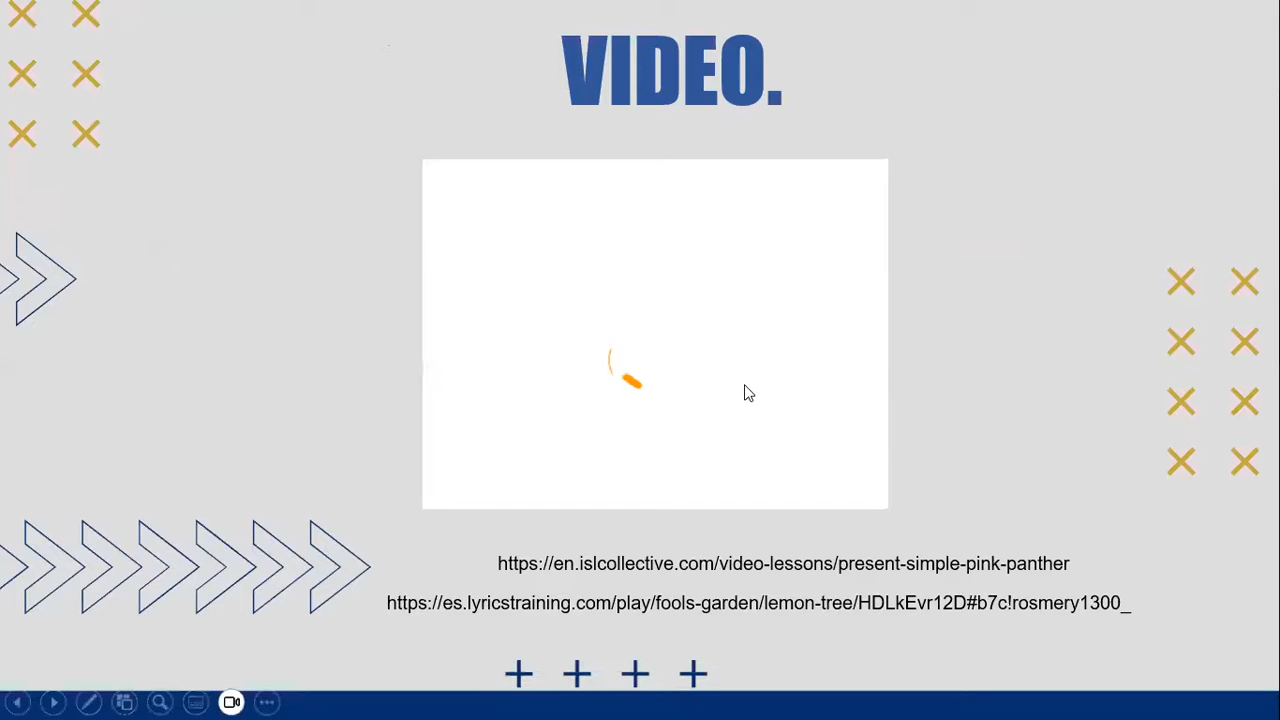 VIDEO.
https://en.islcollective.com/video-lessons/present-simple-pink-panther
https://es.lyricstraining.com/play/fools-garden/lemon-tree/HDLkEvr12D#b7c!rosmery1300_